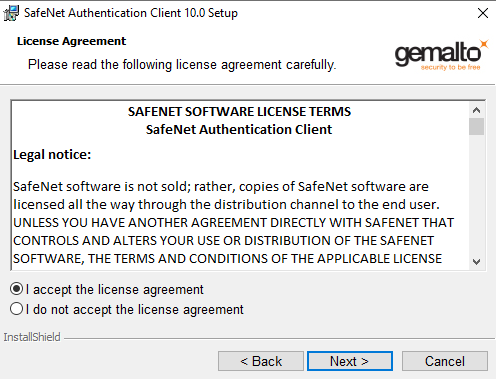 SafeNet Authentication Client 10.0 Setup
License Agreement
Please read the following license agreement carefully.
gemalto
security to be free
SAFENET SOFTWARE LICENSE TERMS
SafeNet Authentication Client
Legal notice:
SafeNet software is not sold; rather, copies of SafeNet software are
licensed all the way through the distribution channel to the end user.
UNLESS YOU HAVE ANOTHER AGREEMENT DIRECTLY WITH SAFENET THAT
CONTROLS AND ALTERS YOUR USE OR DISTRIBUTION OF THE SAFENET
SOFTWARE, THE TERMS AND CONDITIONS OF THE APPLICABLE LICENSE
I accept the license agreement
I do not accept the license agreement
InstallShield
< Back
Next >
Cancel